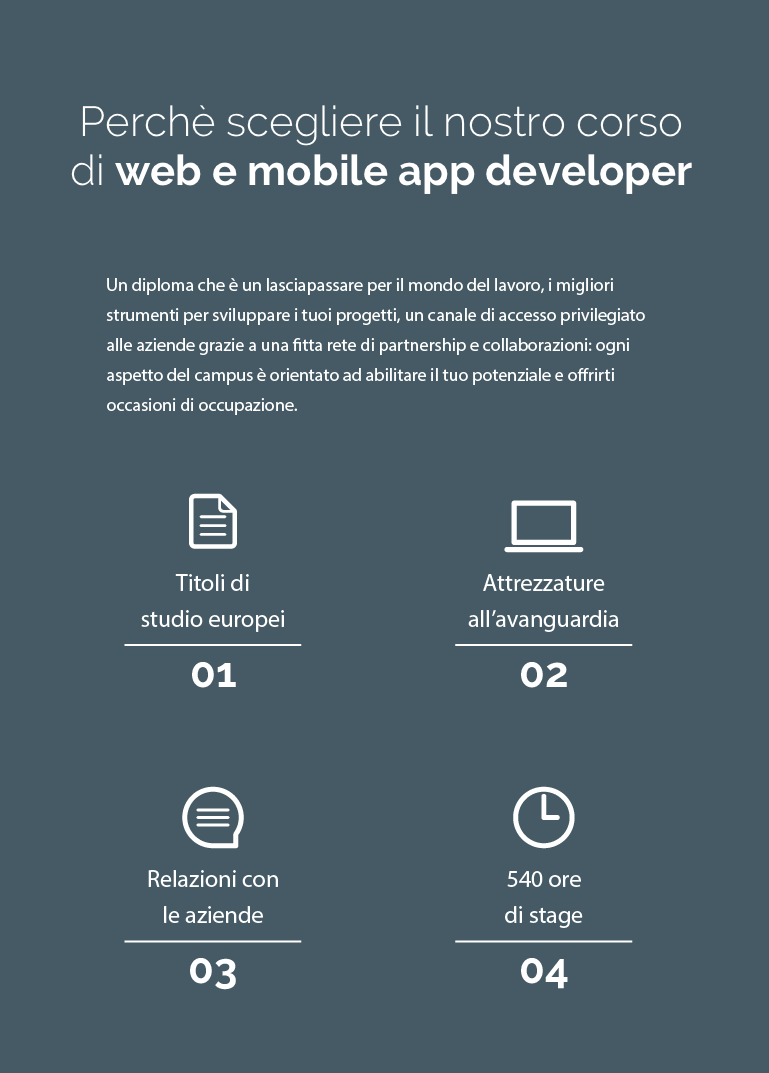 Perchè scegliere il nostro corso
di web e mobile app developer
Un diploma che è un lasciapassare per il mondo del lavoro, i migliori
strumenti per sviluppare i tuoi progetti, un canale di accesso privilegiato
alle aziende grazie a una fitta rete di partnership e collaborazioni: ogni
aspetto del campus è orientato ad abilitare il tuo potenziale e offrirti
occasioni di occupazione.
Titoli di
studio europei
01
Attrezzature
all’avanguardia
02
Relazioni con
le aziende
03
540 ore
di stage
04